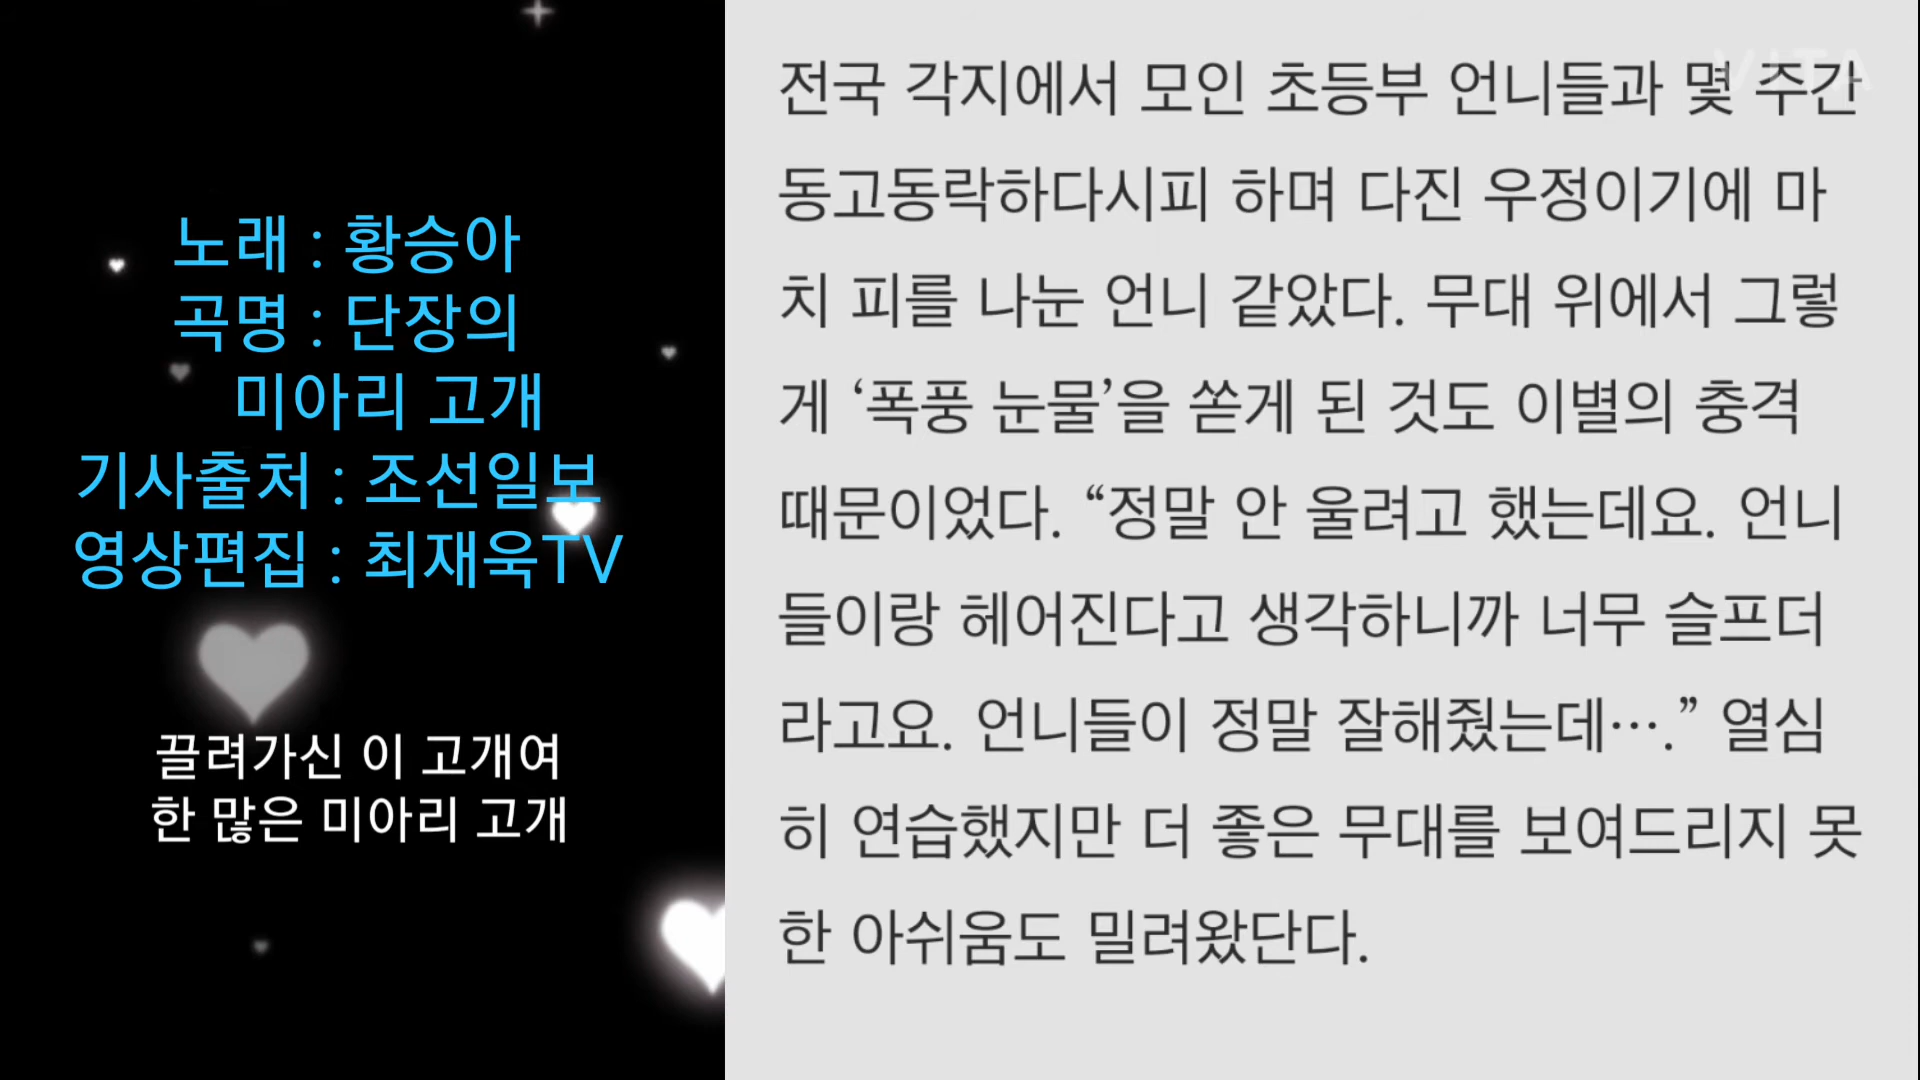 노래 : 황승아
곡명 : 단장의
미아리 고개
기사출처 : 조선일보
영상편집 : 최재욱TV
끌려가신 이 고개여
한 많은 미아리 고개
VITA
전국 각지에서 모인 초등부 언니들과 몇 주간
동고동락하다시피 하며 다진 우정이기에 마
치 피를 나눈 언니 같았다. 무대 위에서 그렇
게 ‘폭풍 눈물’을 쏟게 된 것도 이별의 충격
때문이었다. “정말 안 울려고 했는데요. 언니
들이랑 헤어진다고 생각하니까 너무 슬프더
라고요. 언니들이 정말 잘해줬는데….” 열심
히 연습했지만 더 좋은 무대를 보여드리지 못
한 아쉬움도 밀려왔단다.